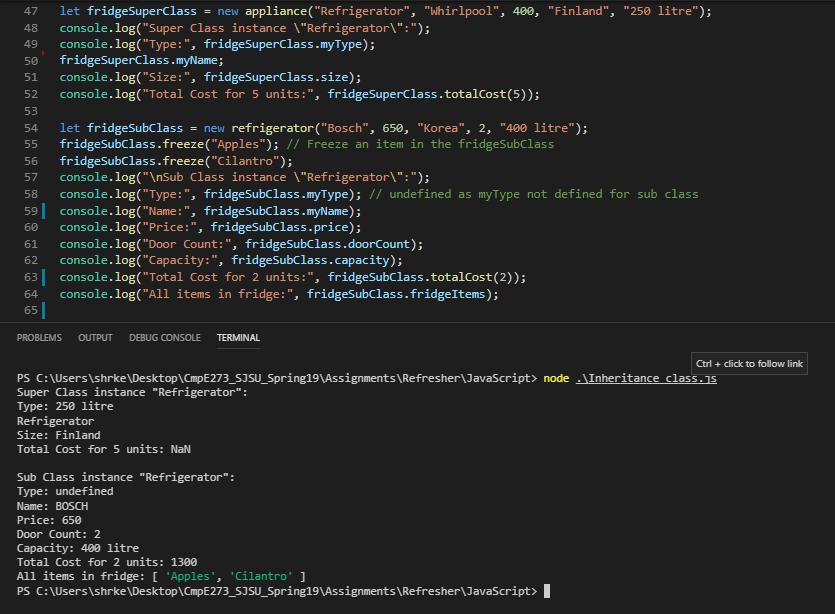 47 let fridgeSuperClass = new appliance("Refrigerator", "Whirlpool", 400, "Finland", "250 litre");
48 console.log("Super Class instance \"Refrigerator\":");
49 console.log("Type:", fridgeSuperClass.myType);
50 fridgeSuperClass.myName;
51 console.log("Size:", fridgeSuperClass.size);
52 console.log("Total Cost for 5 units:", fridgeSuperClass.totalCost(5));
53
54 let fridgeSubClass = new refrigerator("Bosch", 650, "Korea", 2, "400 litre");
55 fridgeSubClass.freeze("Apples"); // Freeze an item in the fridgeSubClass
56 fridgeSubClass.freeze("Cilantro");
57 console.log("\nSub Class instance \"Refrigerator\":");
58 console.log("Type:", fridgeSubClass.myType); // undefined as myType not defined for sub class
59 console.log("Name:", fridgeSubClass.myName);
60 console.log("Price:", fridgeSubClass.price);
61 console.log("Door Count:", fridgeSubClass.doorCount);
62 console.log("Capacity:", fridgeSubClass.capacity);
63 console.log("Total Cost for 2 units:", fridgeSubClass.totalCost(2));
64 console.log("All items in fridge:", fridgeSubClass.fridgeItems);
65
PROBLEMS OUTPUT DEBUG CONSOLE TERMINAL
Ctrl + click to follow link
PS C:\Users\shrke\Desktop\CmpE273_SJSU_Spring19\Assignments\Refresher\JavaScript> node .\Inheritance_class.js
Super Class instance "Refrigerator":
Type: 250 litre
Refrigerator
Size: Finland
Total Cost for 5 units: NaN
Sub Class instance "Refrigerator":
Type: undefined
Name: BOSCH
Price: 650
Door Count: 2
Capacity: 400 litre
Total Cost for 2 units: 1300
All items in fridge: [ 'Apples', 'Cilantro' ]
PS C:\Users\shrke\Desktop\CmpE273_SJSU_Spring19\Assignments\Refresher\JavaScript>